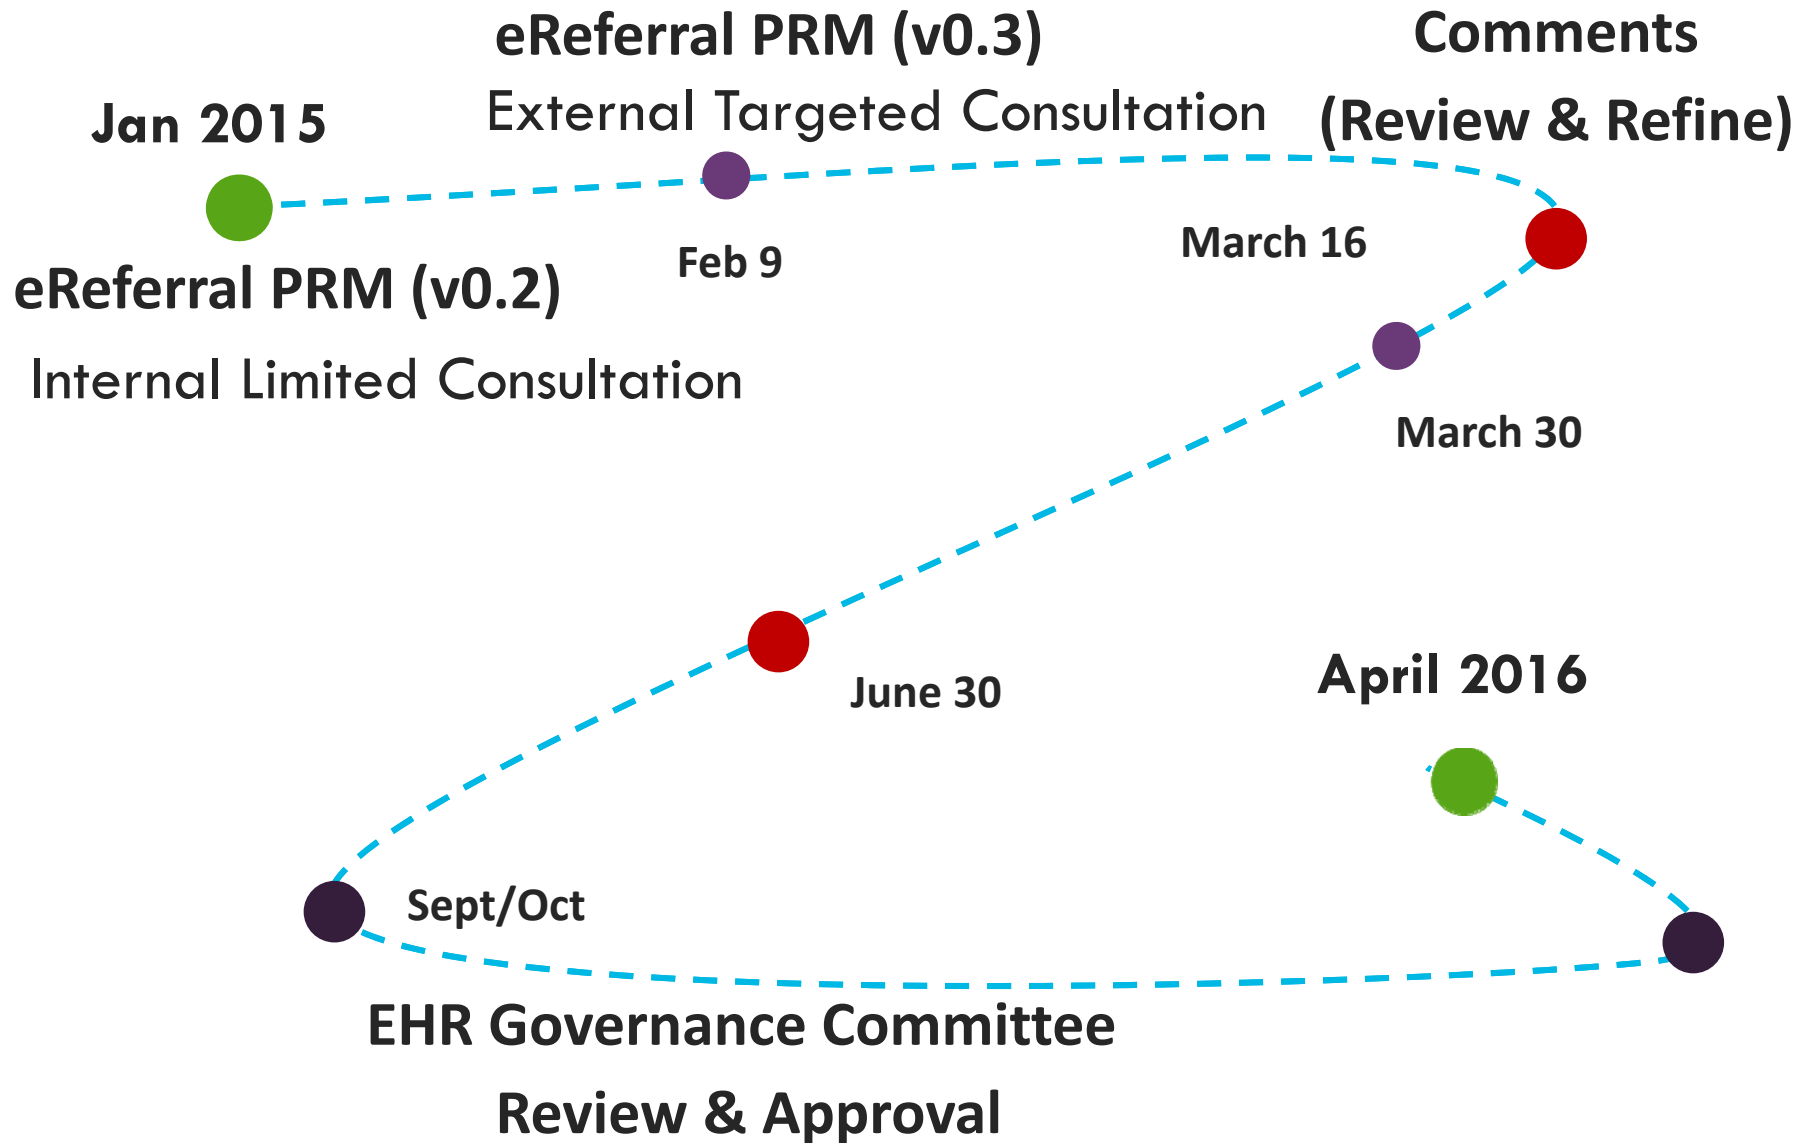 Jan 2015
eReferral PRM (v0.2)
Internal Limited Consultation
eReferral PRM (v0.3)
External Targeted Consultation
Feb 9
Comments
(Review & Refine)
March 16
March 30
June 30
Sept/Oct
EHR Governance Committee
Review & Approval
April 2016